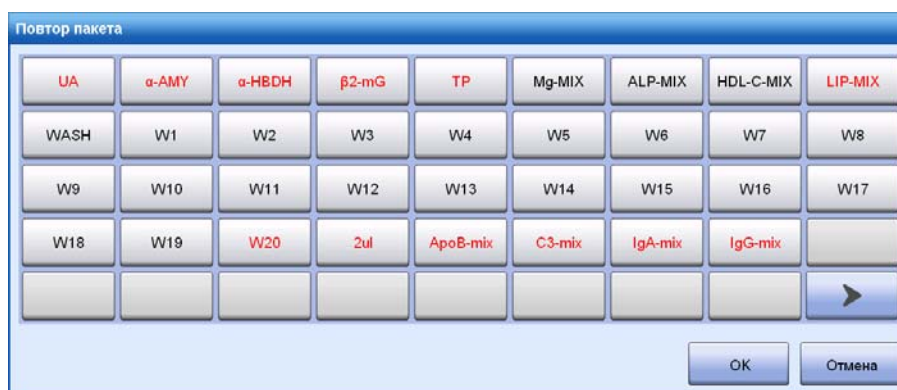 Повтор пакета
UA α-AMY α-HBDH β2-mG TP Mg-MIX ALP-MIX HDL-C-MIX LIP-MIX
WASH W1 W2 W3 W4 W5 W6 W7 W8
W9 W10 W11 W12 W13 W14 W15 W16 W17
W18 W19 W20 2ul ApoB-mix C3-mix IgA-mix IgG-mix
OK Отмена